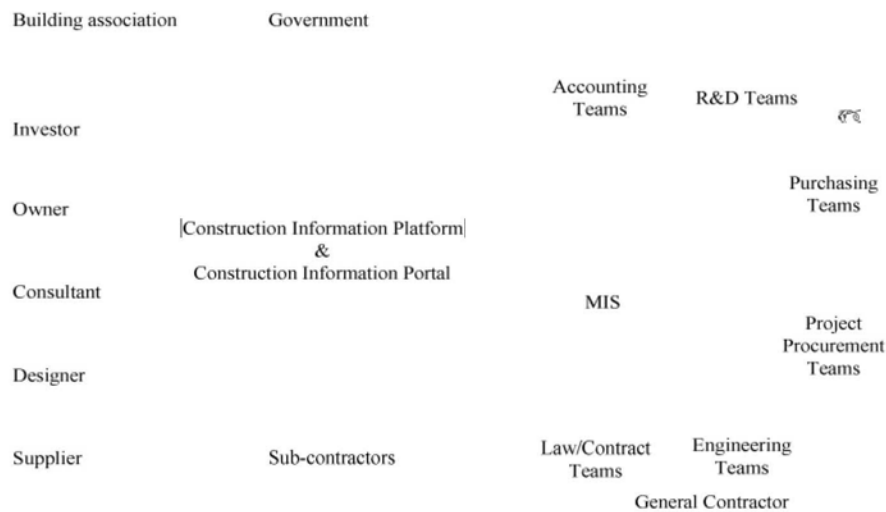 Building association
Government
Accounting
Teams
R&D Teams
Investor
Purchasing
Teams
Owner
Construction Information Platform
&
Construction Information Portal
Consultant
MIS
Project
Procurement
Teams
Designer
Supplier
Sub-contractors
Law/Contract
Teams
Engineering
Teams
General Contractor